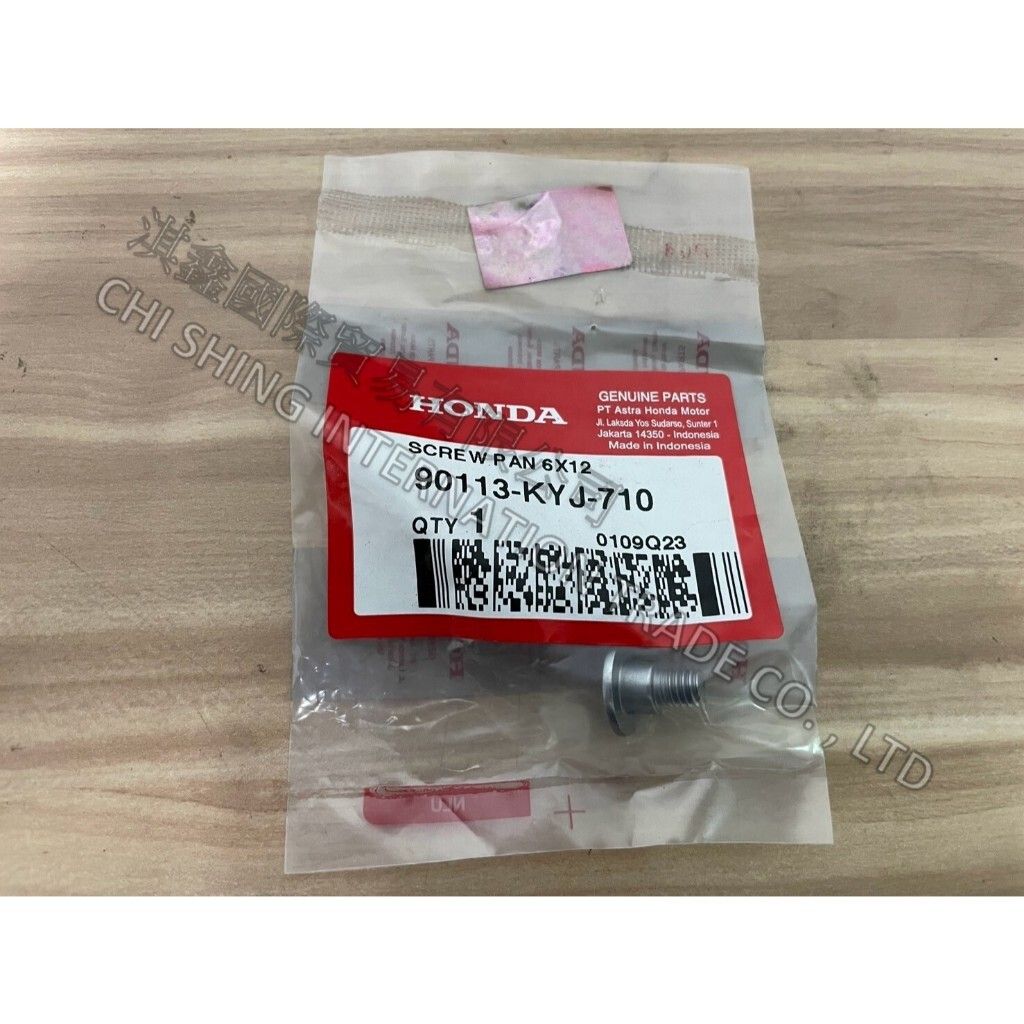 HONDA
GENUINE PARTS
PT Astra Honda Motor
Jl. Laksda Yos Sudarso, Sunter 1
Jakarta 14350 - Indonesia
Made in Indonesia
SCREW PAN 6X12
90113-KYJ-710
QTY 1
0109Q23
淇鑫國際貿易有限公司
CHI SHING INTERNATION TRADE CO., LTD
NLU